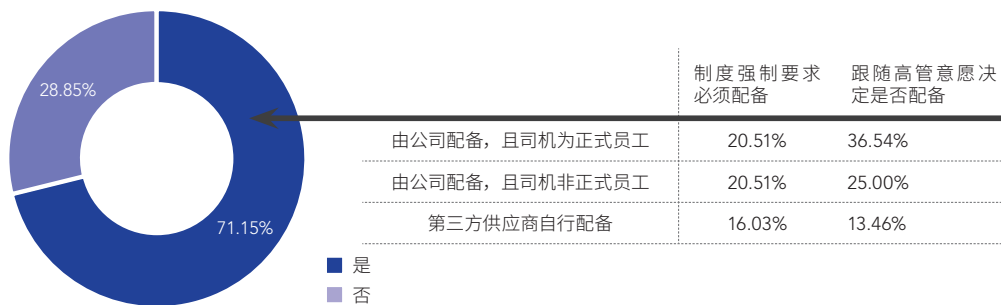 28.85%
71.15%
是
否
制度强制要求
必须配备
跟随高管意愿决
定是否配备
由公司配备，且司机为正式员工 20.51% 36.54%
由公司配备，且司机非正式员工 20.51% 25.00%
第三方供应商自行配备 16.03% 13.46%